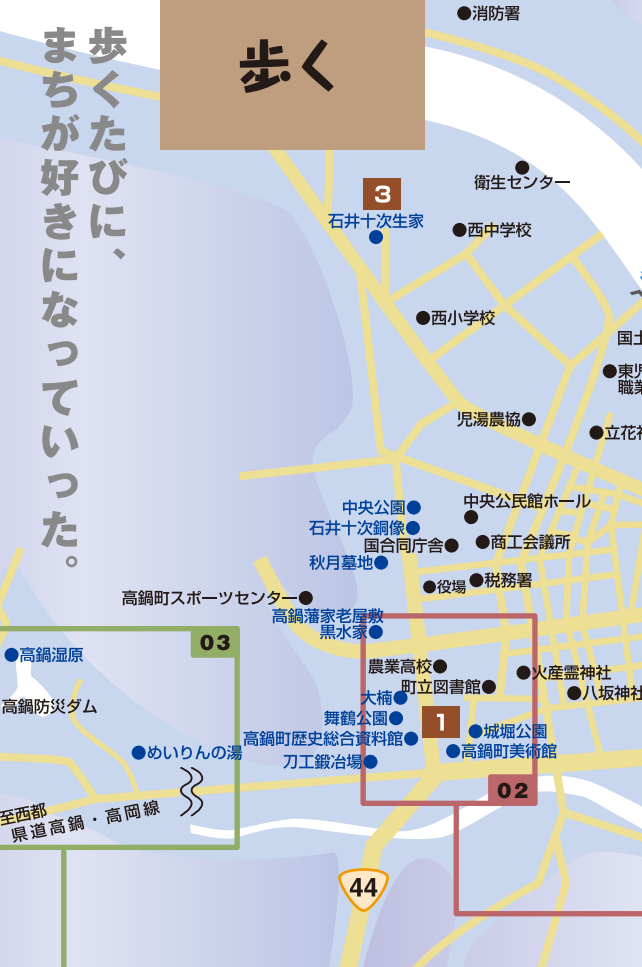 歩く
歩くたびに、
まちが好きになっていった。
消防署
衛生センター
3
石井十次生家
西中学校
西小学校
国土
東児
職業
児湯農協
立花神
中央公園
中央公民館ホール
石井十次銅像
国合同庁舎
商工会議所
秋月墓地
役場
税務署
高鍋町スポーツセンター
高鍋藩家老屋敷
黒水家
03
高鍋湿原
農業高校
火産霊神社
町立図書館
八坂神社
大楠
高鍋防災ダム
舞鶴公園
1
城堀公園
高鍋町歴史総合資料館
高鍋町美術館
めいりんの湯
刀工鍛冶場
02
至西都
県道高鍋・高岡線
44